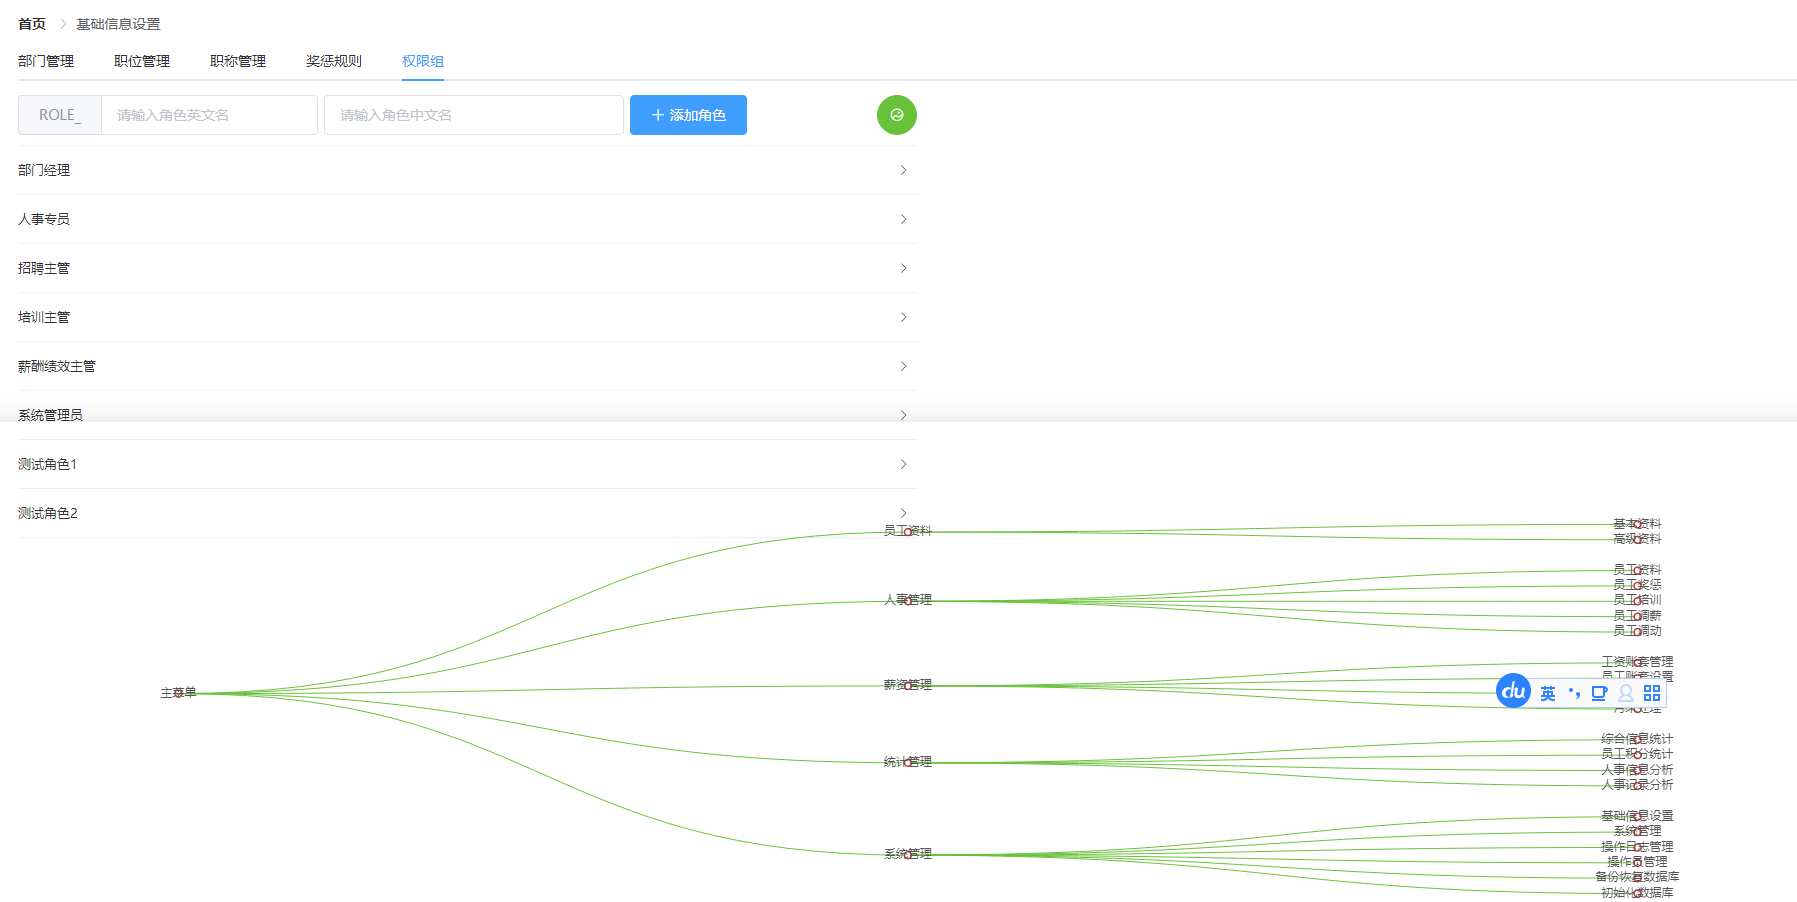 首页 > 基础信息设置
部门管理 职位管理 职称管理 奖惩规则 权限组
ROLE_ 请输入角色英文名 请输入角色中文名 + 添加角色
部门经理
人事专员
招聘主管
培训主管
薪酬绩效主管
系统管理员
测试角色1
测试角色2
主菜单
员工资料
基本资料
高级资料
人事管理
员工资料
员工奖惩
员工培训
员工调薪
员工调动
薪资管理
工资账套管理
员工账套设置
月末处理
du 英
统计管理
综合信息统计
员工积分统计
人事信息分析
人事记录分析
系统管理
基础信息设置
系统管理
操作日志管理
操作员管理
备份恢复数据库
初始化数据库